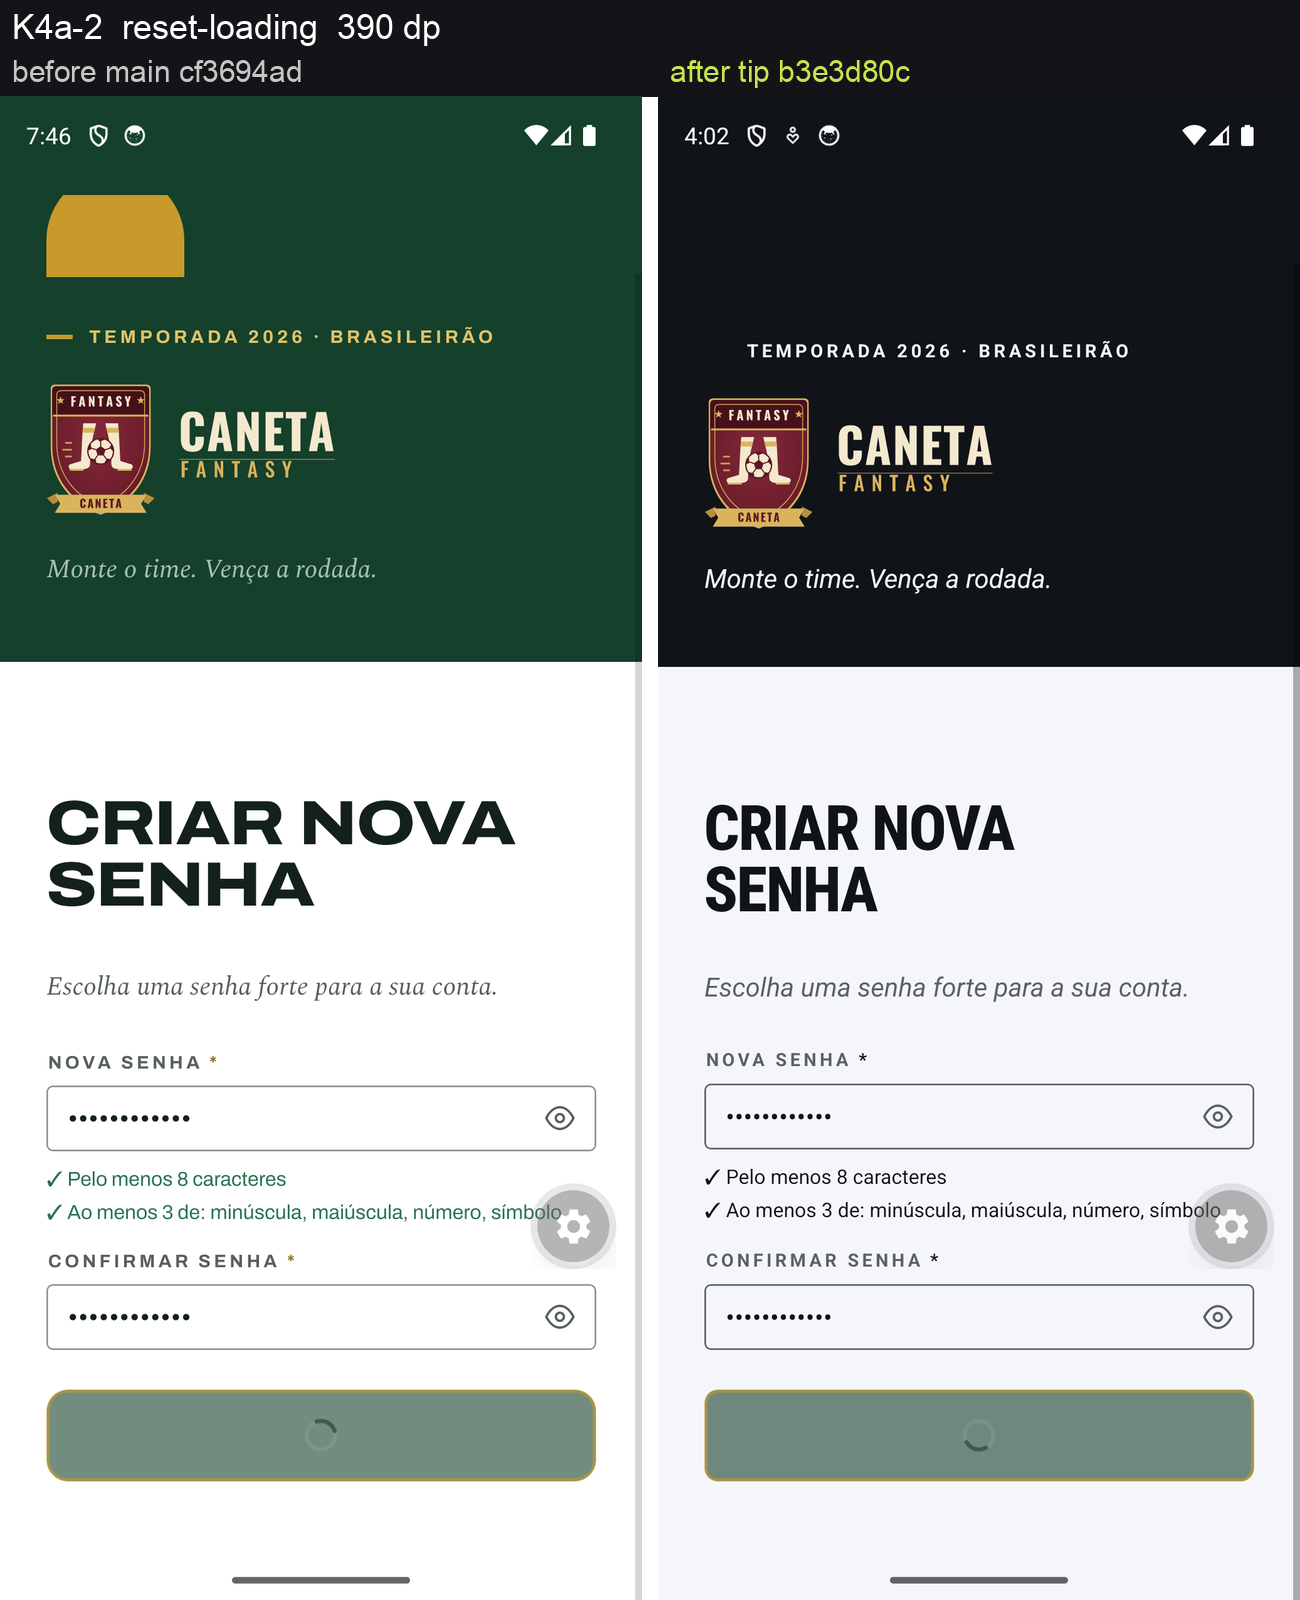 K4a-2 reset-loading 390 dp
before main cf3694ad
after tip b3e3d80c
7:46
TEMPORADA 2026 · BRASILEIRÃO
FANTASY
CANETA
CANETA
FANTASY
Monte o time. Vença a rodada.
CRIAR NOVA
SENHA
Escolha uma senha forte para a sua conta.
NOVA SENHA *
••••••••••••
✓ Pelo menos 8 caracteres
✓ Ao menos 3 de: minúscula, maiúscula, número, símbolo
CONFIRMAR SENHA *
••••••••••••
4:02
TEMPORADA 2026 · BRASILEIRÃO
FANTASY
CANETA
CANETA
FANTASY
Monte o time. Vença a rodada.
CRIAR NOVA
SENHA
Escolha uma senha forte para a sua conta.
NOVA SENHA *
••••••••••••
✓ Pelo menos 8 caracteres
✓ Ao menos 3 de: minúscula, maiúscula, número, símbolo
CONFIRMAR SENHA *
••••••••••••